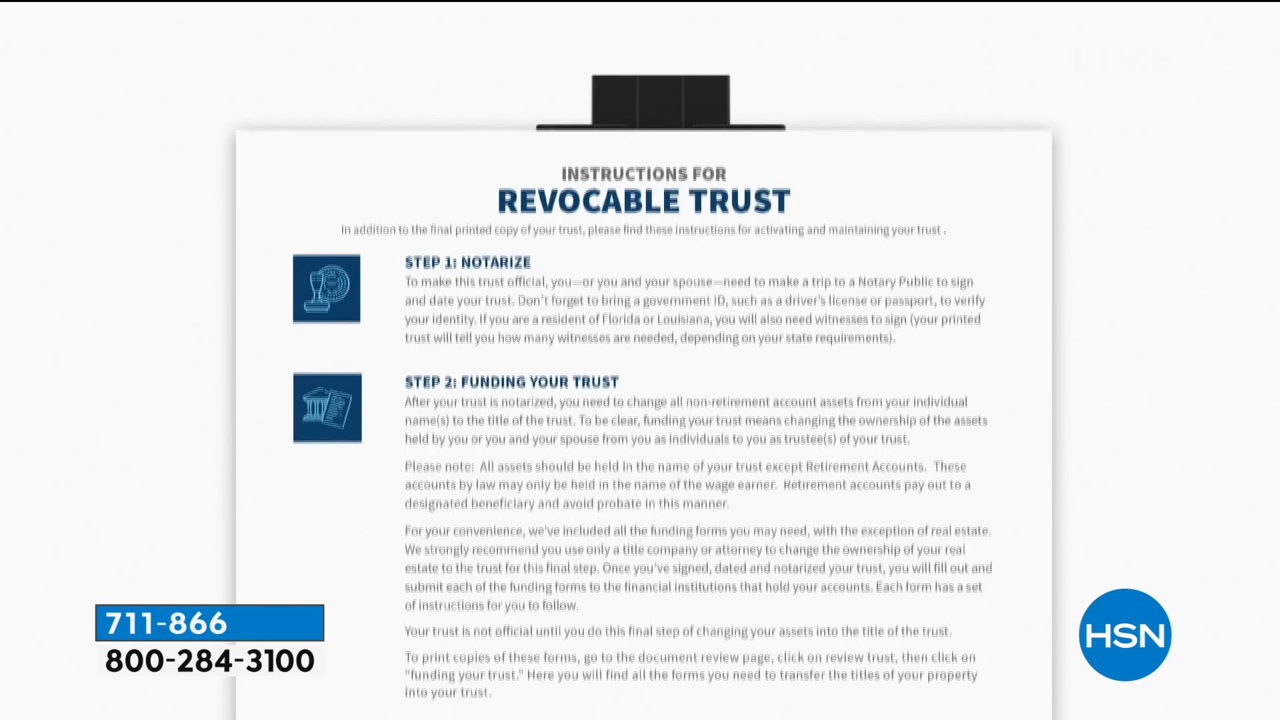 INSTRUCTIONS FOR
REVOCABLE TRUST
In addition to the final printed copy of your trust, please find these instructions for activating and maintaining your trust .
STEP 1: NOTARIZE
To make this trust official, you—or you and your spouse—need to make a trip to a Notary Public to sign
and date your trust. Don't forget to bring a government ID, such as a driver's license or passport, to verify
your identity. If you are a resident of Florida or Louisiana, you will also need witnesses to sign (your printed
trust will tell you how many witnesses are needed, depending on your state requirements).
STEP 2: FUNDING YOUR TRUST
After your trust is notarized, you need to change all non-retirement account assets from your individual
name(s) to the title of the trust. To be clear, funding your trust means changing the ownership of the assets
held by you or you and your spouse from you as individuals to you as trustee(s) of your trust.
Please note: All assets should be held in the name of your trust except Retirement Accounts. These
accounts by law may only be held in the name of the wage earner. Retirement accounts pay out to a
designated beneficiary and avoid probate in this manner.
For your convenience, we've included all the funding forms you may need, with the exception of real estate.
We strongly recommend you use only a title company or attorney to change the ownership of your real
estate to the trust for this final step. Once you've signed, dated and notarized your trust, you will fill out and
submit each of the funding forms to the financial institutions that hold your accounts. Each form has a set
of instructions for you to follow.
Your trust is not official until you do this final step of changing your assets into the title of the trust.
To print copies of these forms, go to the document review page, click on review trust, then click on
"funding your trust." Here you will find all the forms you need to transfer the titles of your property
into your trust.
711-866
800-284-3100
HSN